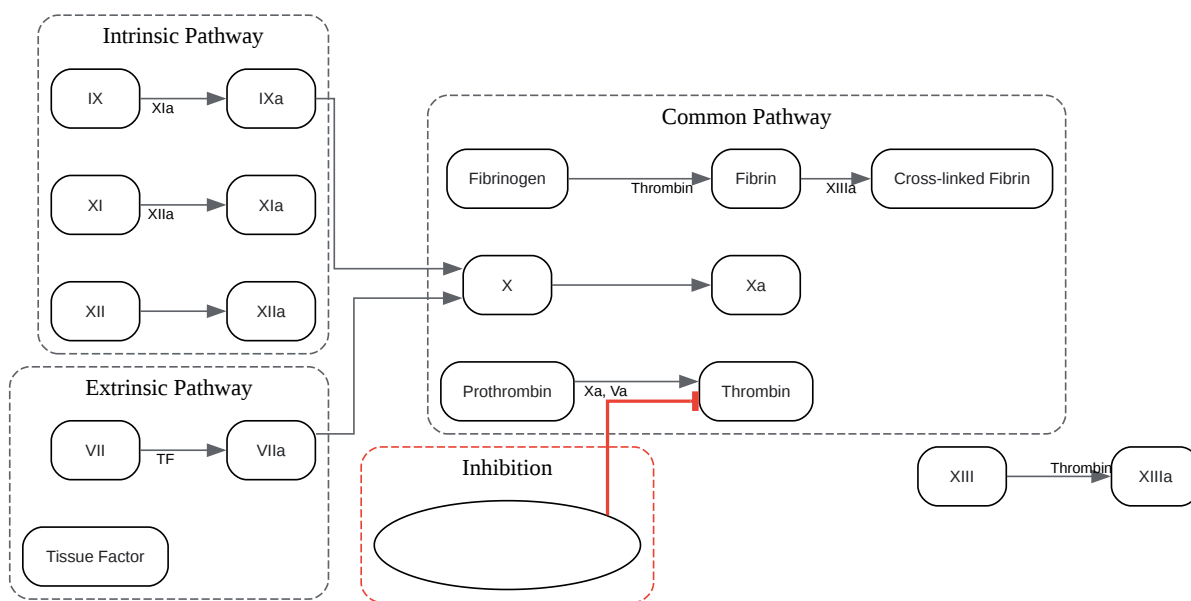 Intrinsic Pathway
IX
XIa
IXa
XI
XIIa
XIa
XII
XIIa
Extrinsic Pathway
VII
TF
VIIa
Tissue Factor
Common Pathway
Fibrinogen
Thrombin
Fibrin
XIIIa
Cross-linked Fibrin
X
Xa
Prothrombin
Xa, Va
Thrombin
Inhibition
XIII
Thrombin
XIIIa